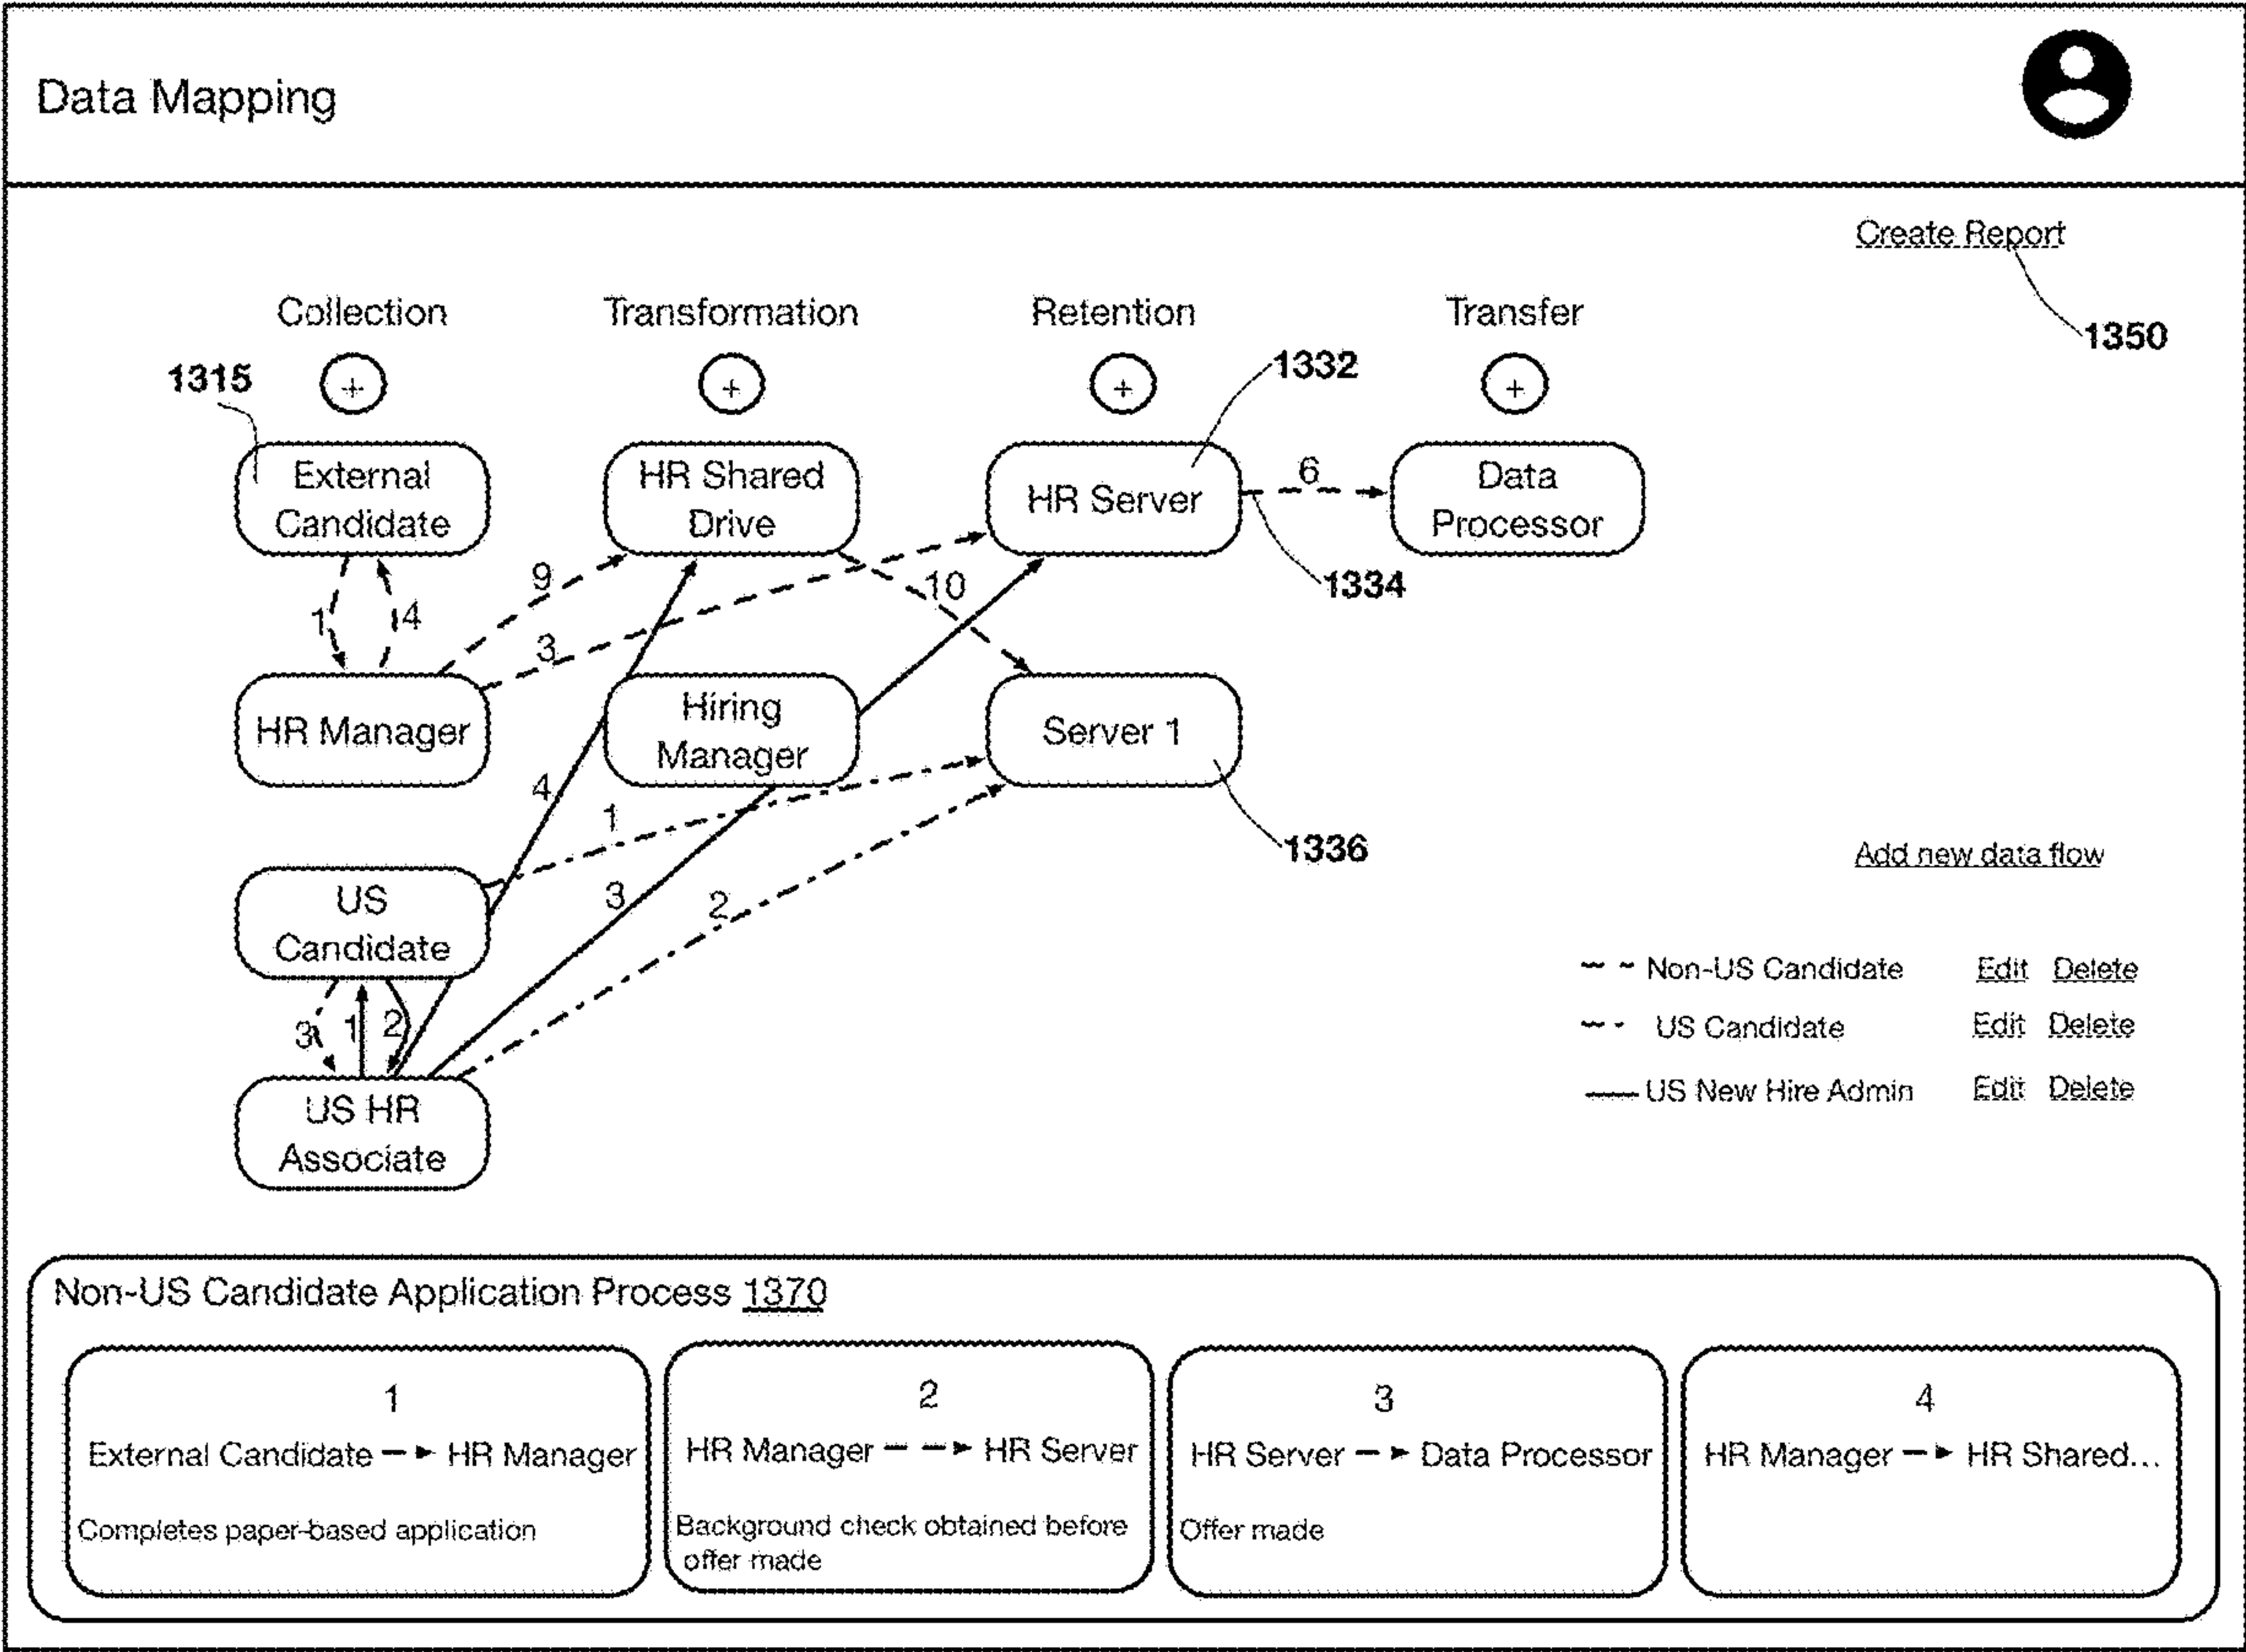 Data Mapping
Create Report
1350
Collection
Transformation
Retention
Transfer
1315
+
+
+
+
1332
External
Candidate
HR Shared
Drive
HR Server
6
Data
Processor
1334
9
10
1
4
3
HR Manager
Hiring
Manager
Server 1
4
1
1336
Add new data flow
US
Candidate
3
2
Non-US Candidate Edit Delete
US Candidate Edit Delete
US New Hire Admin Edit Delete
3
1
2
US HR
Associate
Non-US Candidate Application Process 1370
1
External Candidate HR Manager
Completes paper-based application
2
HR Manager HR Server
Background check obtained before
offer made
3
HR Server Data Processor
Offer made
4
HR Manager HR Shared...